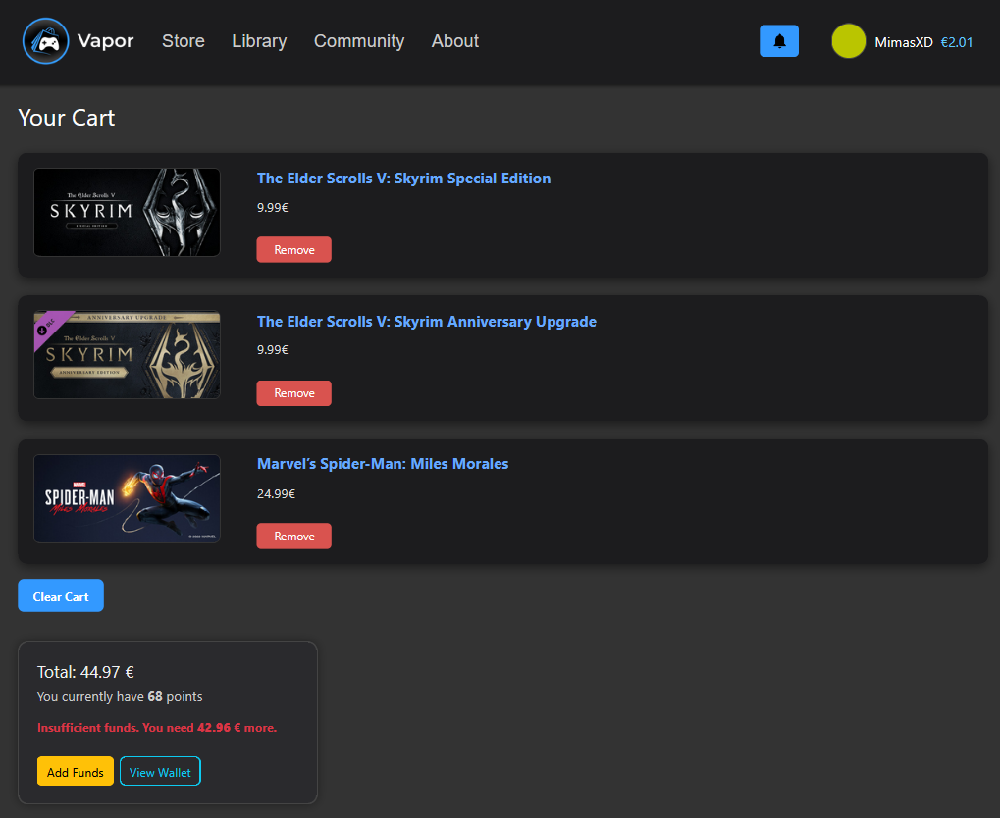 Vapor Store Library Community About MimasXD €2.01
Your Cart
The Elder Scrolls V
SKYRIM
SPECIAL EDITION
The Elder Scrolls V: Skyrim Special Edition
9.99€
Remove
DLC
ANNIVERSARY UPGRADE
The Elder Scrolls V
SKYRIM
ANNIVERSARY EDITION
The Elder Scrolls V: Skyrim Anniversary Upgrade
9.99€
Remove
MARVEL
SPIDER-MAN
MILES MORALES
Marvel’s Spider-Man: Miles Morales
24.99€
Remove
Clear Cart
Total: 44.97 €
You currently have 68 points
Insufficient funds. You need 42.96 € more.
Add Funds View Wallet